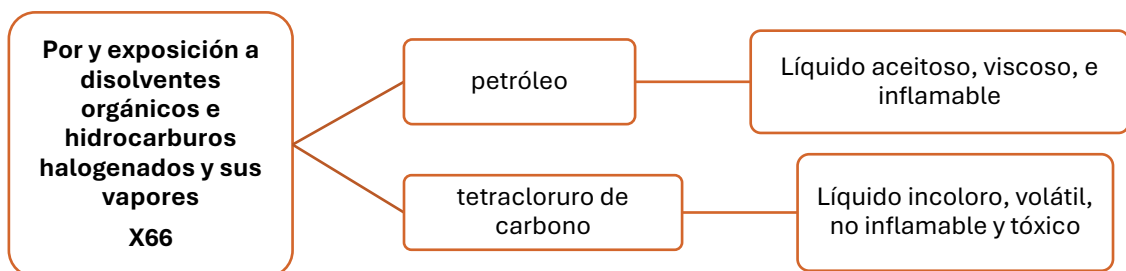 Por y exposición a
disolventes
orgánicos e
hidrocarburos
halogenados y sus
vapores
X66
petróleo
Líquido aceitoso, viscoso, e
inflamable
tetracloruro de
carbono
Líquido incoloro, volátil,
no inflamable y tóxico